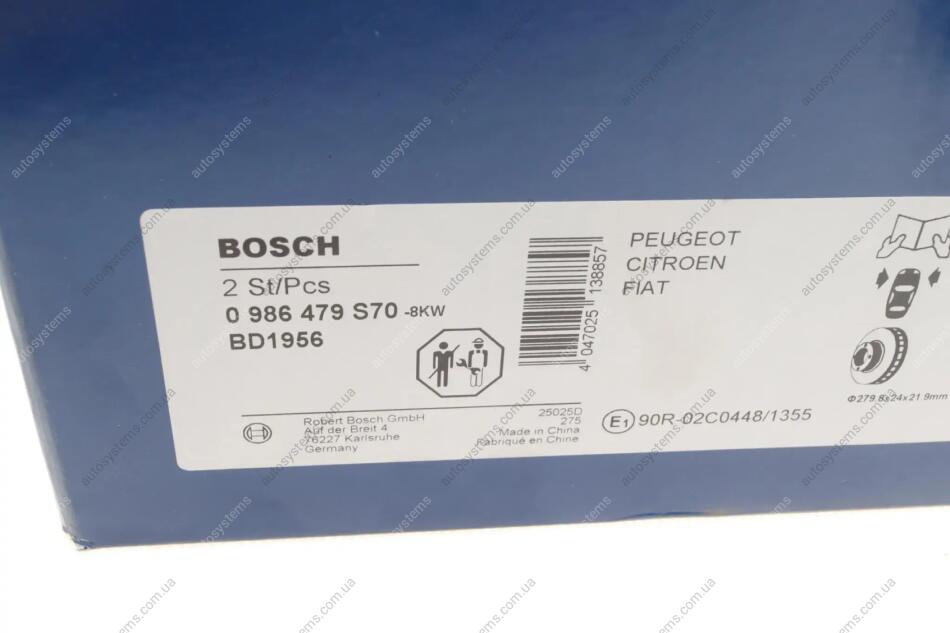 BOSCH
2 St/Pcs
0 986 479 S70 -8KW
BD1956
Robert Bosch GmbH
Auf der Breit 4
76227 Karlsruhe
Germany
25025D
275
Made in China
Fabriqué en Chine
4 047025 138857
PEUGEOT
CITROEN
FIAT
E1 90R-02C0448/1355
Φ279.8x24x21.9mm
autosystems.com.ua